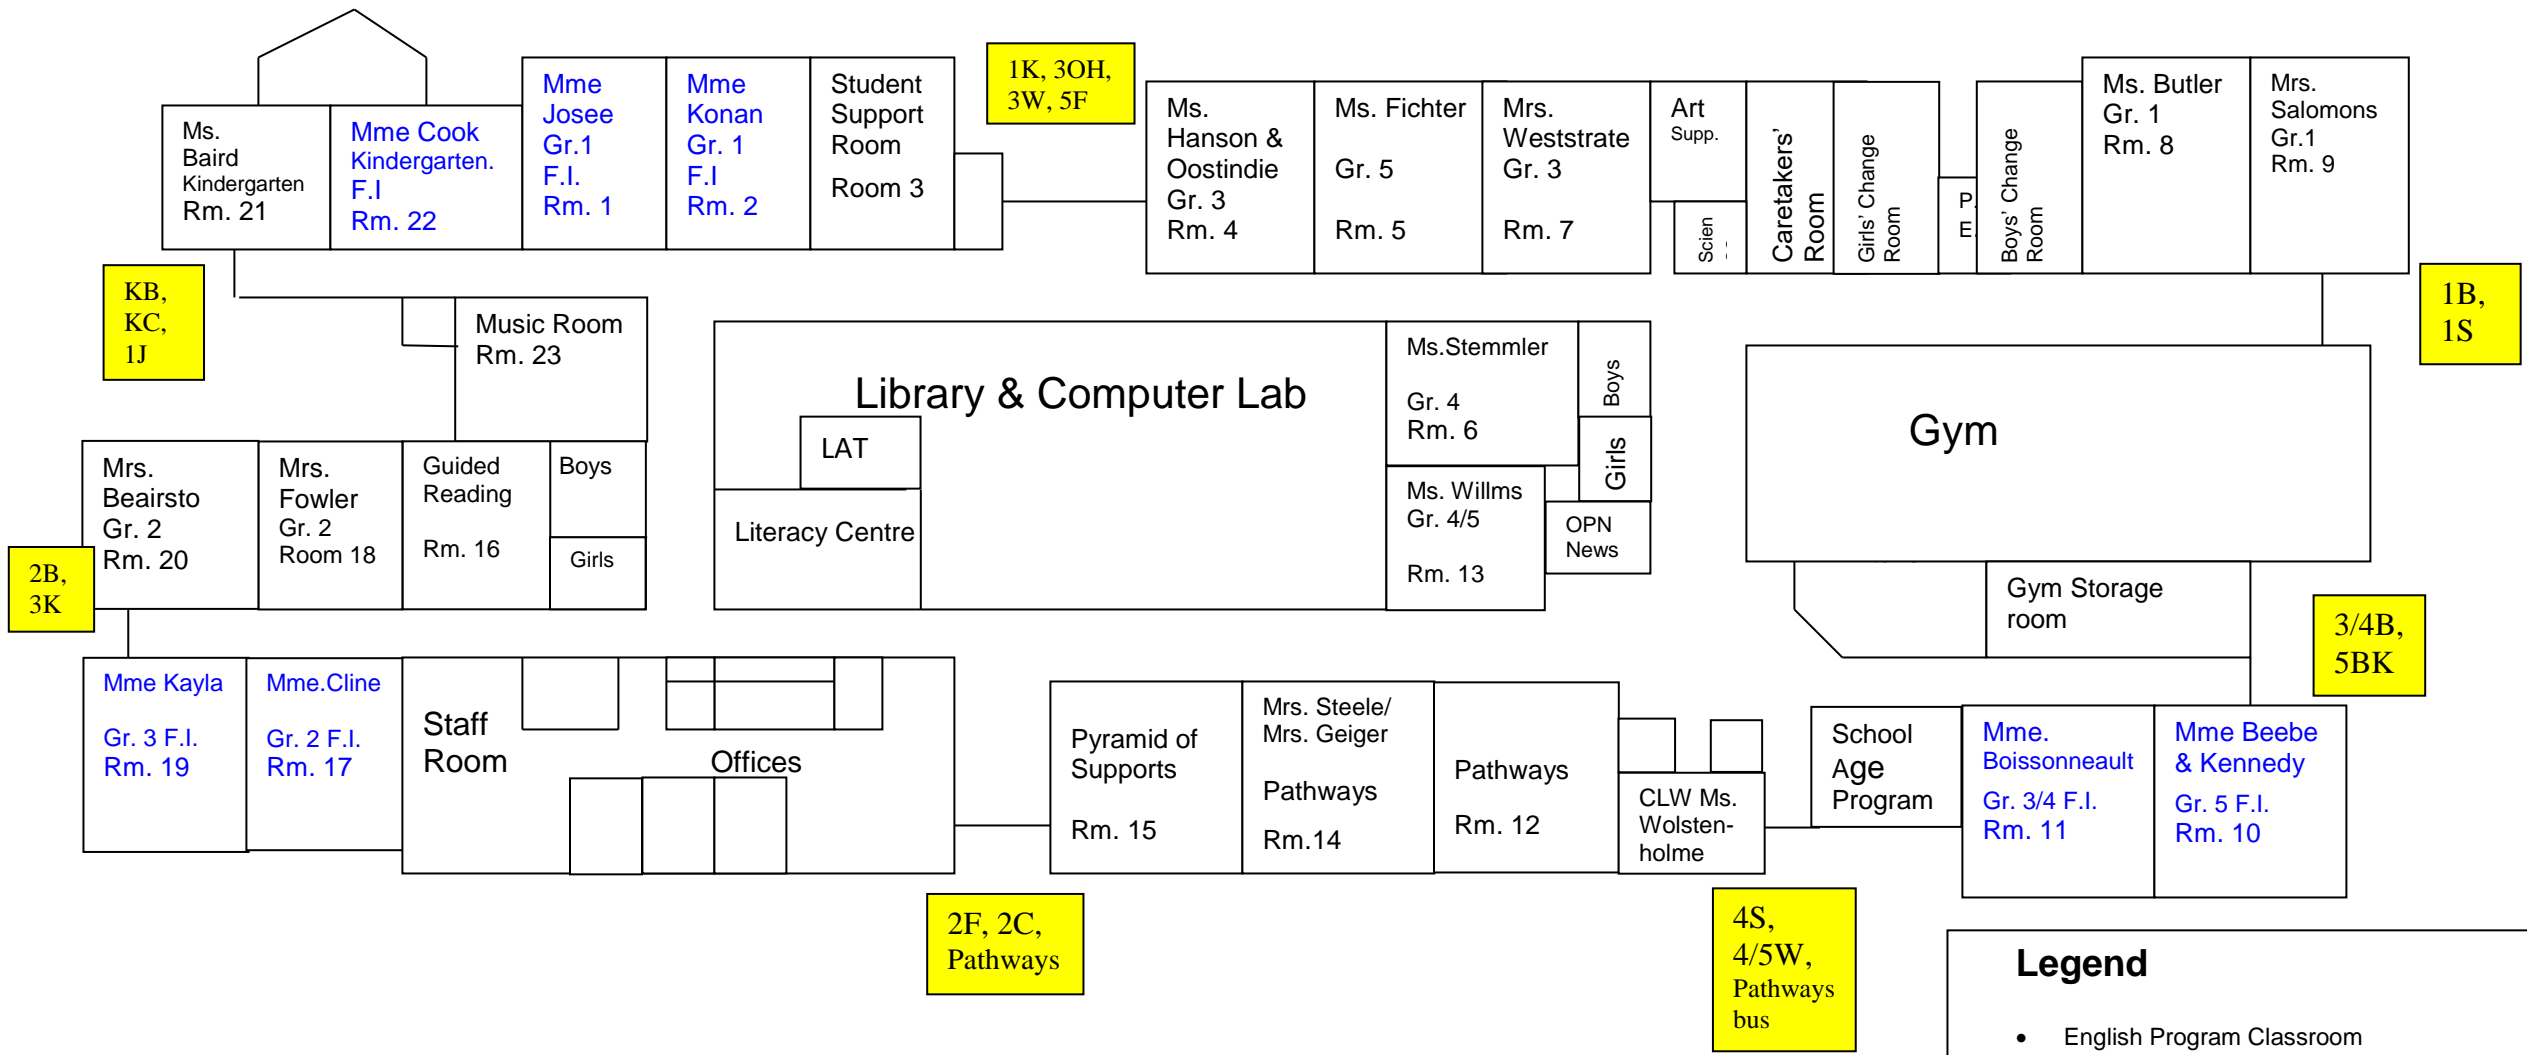 Ms.
Baird
Kindergarten
Rm. 21
Mme Cook
Kindergarten.
F.I
Rm. 22
Mme
Josee
Gr.1
F.I.
Rm. 1
Mme
Konan
Gr. 1
F.I
Rm. 2
Student
Support
Room
Room 3
1K, 3OH,
3W, 5F
Ms.
Hanson &
Oostindie
Gr. 3
Rm. 4
Ms. Fichter
Gr. 5
Rm. 5
Mrs.
Weststrate
Gr. 3
Rm. 7
Art
Supp.
Scien
Caretakers'
Room
Girls' Change
Room
P.
E.
Boys' Change
Room
Ms. Butler
Gr. 1
Rm. 8
Mrs.
Salomons
Gr.1
Rm. 9
KB,
KC,
1J
Music Room
Rm. 23
Library & Computer Lab
LAT
Literacy Centre
Ms.Stemmler
Gr. 4
Rm. 6
Boys
Girls
Ms. Willms
Gr. 4/5
Rm. 13
OPN
News
Gym
1B,
1S
Mrs.
Beairsto
Gr. 2
Rm. 20
Mrs.
Fowler
Gr. 2
Room 18
Guided
Reading
Rm. 16
Boys
Girls
2B,
3K
Gym Storage
room
3/4B,
5BK
Mme Kayla
Gr. 3 F.I.
Rm. 19
Mme.Cline
Gr. 2 F.I.
Rm. 17
Staff
Room
Offices
Pyramid of
Supports
Rm. 15
Mrs. Steele/
Mrs. Geiger
Pathways
Rm.14
Pathways
Rm. 12
CLW Ms.
Wolsten-
holme
School
Age
Program
Mme.
Boissonneault
Gr. 3/4 F.I.
Rm. 11
Mme Beebe
& Kennedy
Gr. 5 F.I.
Rm. 10
2F, 2C,
Pathways
4S,
4/5W,
Pathways
bus
Legend
• English Program Classroom